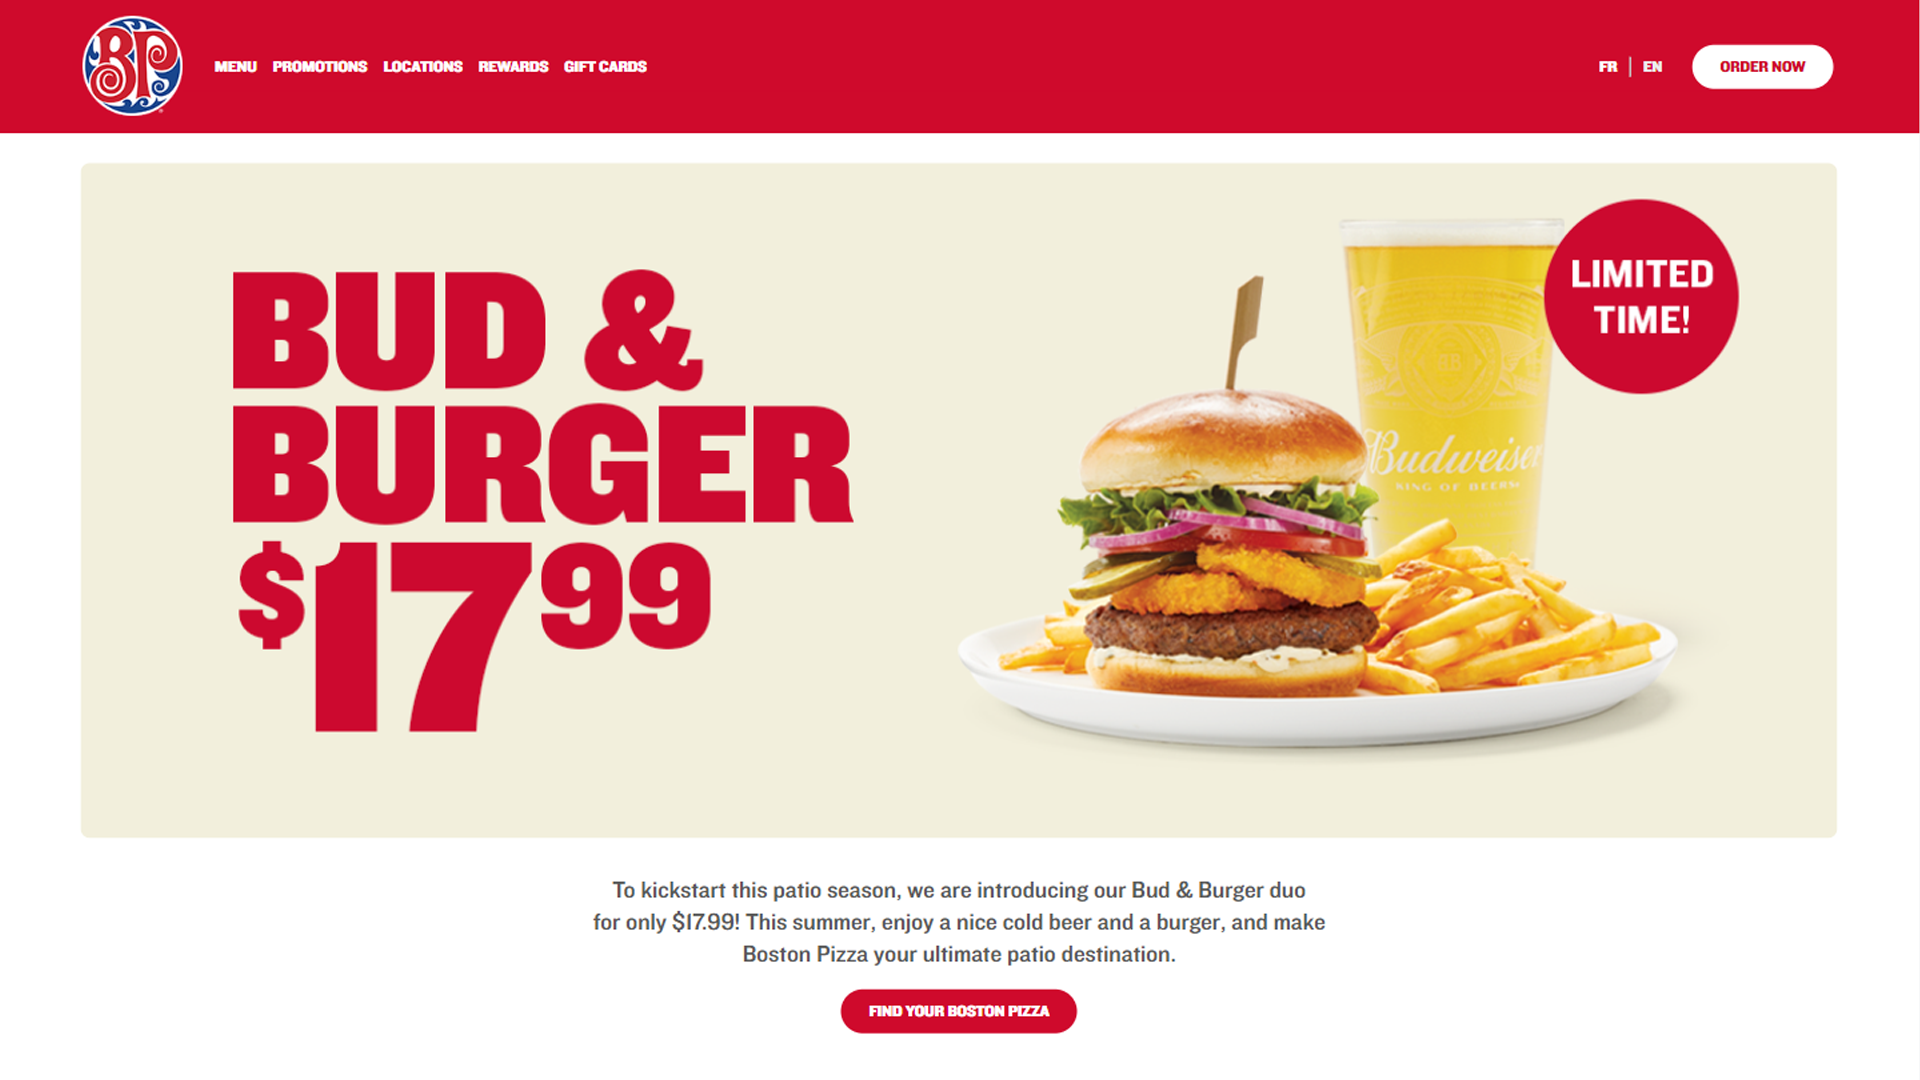 BP
MENU PROMOTIONS LOCATIONS REWARDS GIFT CARDS
FR | EN
ORDER NOW
BUD &
BURGER
$17 99
LIMITED
TIME!
Budweiser
KING OF BEERS
To kickstart this patio season, we are introducing our Bud & Burger duo
for only $17.99! This summer, enjoy a nice cold beer and a burger, and make
Boston Pizza your ultimate patio destination.
FIND YOUR BOSTON PIZZA